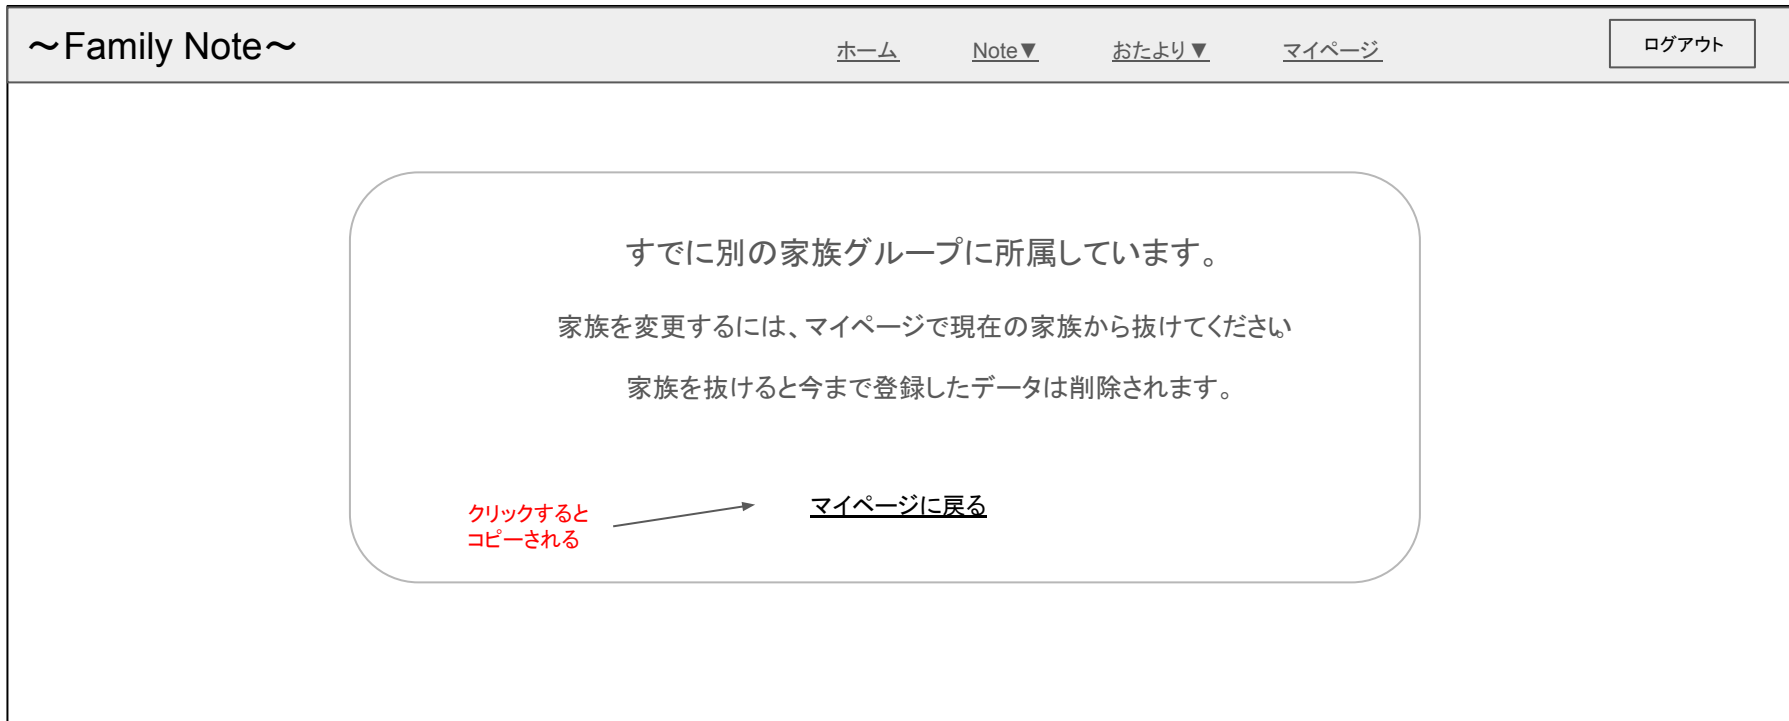 ～Family Note～
ホーム
Note▼
おたより▼
マイページ
ログアウト
すでに別の家族グループに所属しています。
家族を変更するには、マイページで現在の家族から抜けてください。
家族を抜けると今まで登録したデータは削除されます。
クリックすると
コピーされる
マイページに戻る